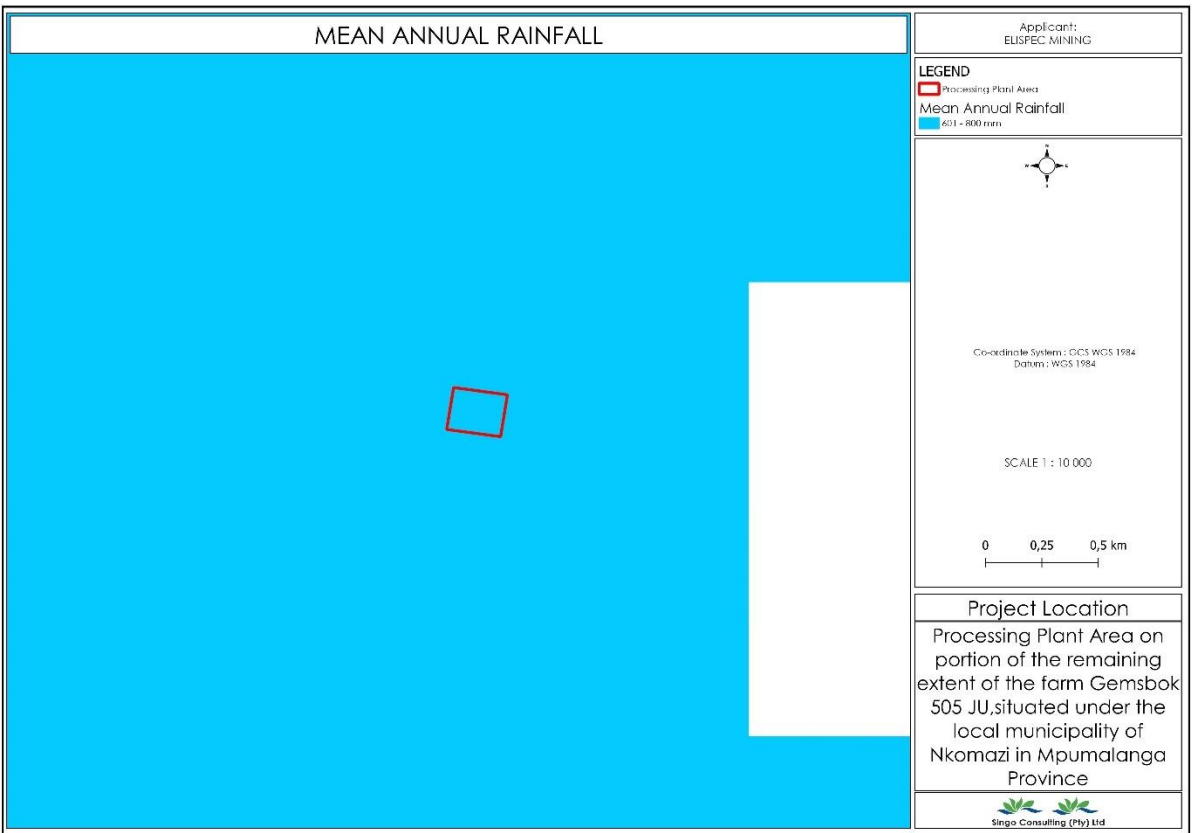 MEAN ANNUAL RAINFALL
Applicant:
ELISPEC MINING
LEGEND
Processing Plant Area
Mean Annual Rainfall
601 - 800 mm
N
W
E
S
Co-ordinate System : GCS WGS 1984
Datum : WGS 1984
SCALE 1 : 10 000
0 0,25 0,5 km
Project Location
Processing Plant Area on
portion of the remaining
extent of the farm Gemsbok
505 JU,situated under the
local municipality of
Nkomazi in Mpumalanga
Province
Singo Consulting (Pty) Ltd